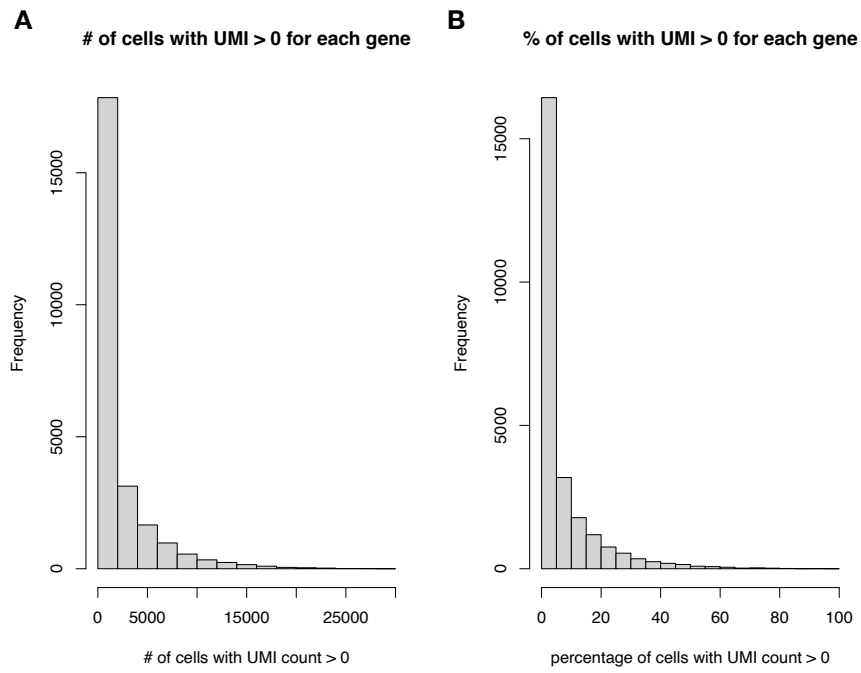 A
# of cells with UMI > 0 for each gene
Frequency
0
5000
10000
15000
0 5000 15000 25000
# of cells with UMI count > 0
B
% of cells with UMI > 0 for each gene
Frequency
0
5000
10000
15000
0 20 40 60 80 100
percentage of cells with UMI count > 0